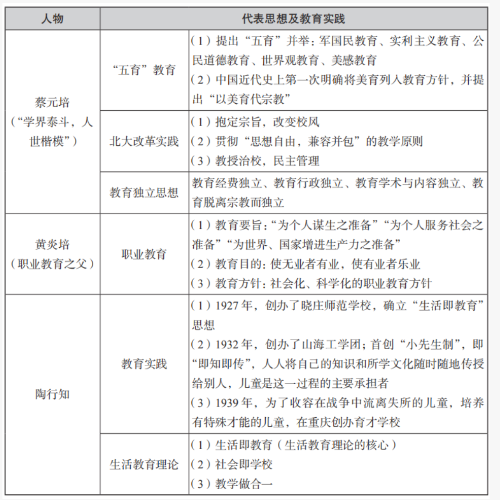 人物
代表思想及教育实践
蔡元培
(“学界泰斗，人
世楷模”)
“五育”教育
(1)提出“五育”并举：军国民教育、实利主义教育、公
民道德教育、世界观教育、美感教育
(2)中国近代史上第一次明确将美育列入教育方针，并提
出“以美育代宗教”
北大改革实践
(1)抱定宗旨，改变校风
(2)贯彻“思想自由，兼容并包”的教学原则
(3)教授治校，民主管理
教育独立思想
教育经费独立、教育行政独立、教育学术与内容独立、教
育脱离宗教而独立
黄炎培
(职业教育之父)
职业教育
(1)教育要旨：“为个人谋生之准备”“为个人服务社会之
准备”“为世界、国家增进生产力之准备”
(2)教育目的：使无业者有业，使有业者乐业
(3)教育方针：社会化、科学化的职业教育方针
陶行知
教育实践
(1)1927年，创办了晓庄师范学校，确立“生活即教育”
思想
(2)1932年，创办了山海工学团；首创“小先生制”，即
“即知即传”，人人将自己的知识和所学文化随时随地传授
给别人，儿童是这一过程的主要承担者
(3)1939年，为了收容在战争中流离失所的儿童，培养
有特殊才能的儿童，在重庆创办育才学校
生活教育理论
(1)生活即教育(生活教育理论的核心)
(2)社会即学校
(3)教学做合一